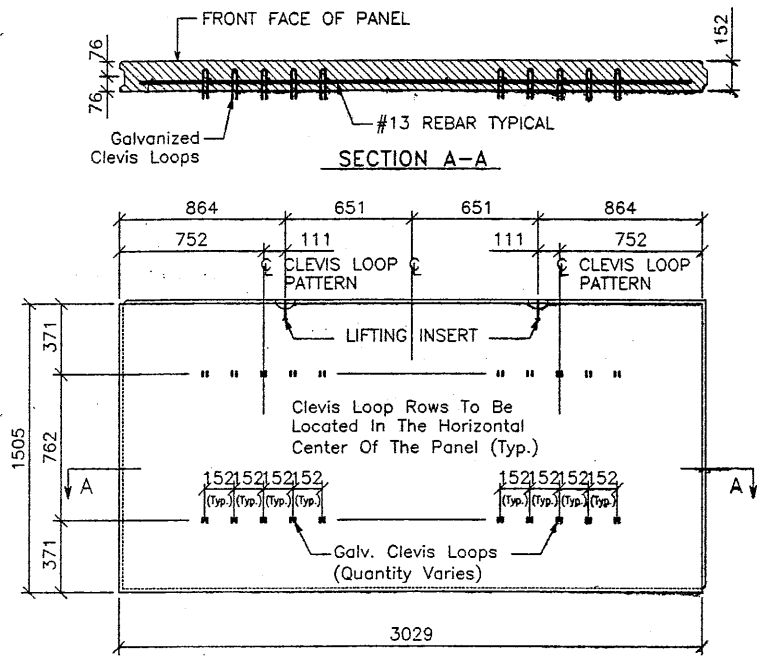 FRONT FACE OF PANEL
76
76
152
#13 REBAR TYPICAL
Galvanized
Clevis Loops
SECTION A-A
864 651 651 864
752 111 111 752
℄ CLEVIS LOOP
PATTERN
℄
℄ CLEVIS LOOP
PATTERN
371
LIFTING INSERT
Clevis Loop Rows To Be
Located In The Horizontal
Center Of The Panel (Typ.)
1505
762
152 152 152 152
(Typ.) (Typ.) (Typ.) (Typ.)
152 152 152 152
(Typ.) (Typ.) (Typ.) (Typ.)
A
A
371
Galv. Clevis Loops
(Quantity Varies)
3029